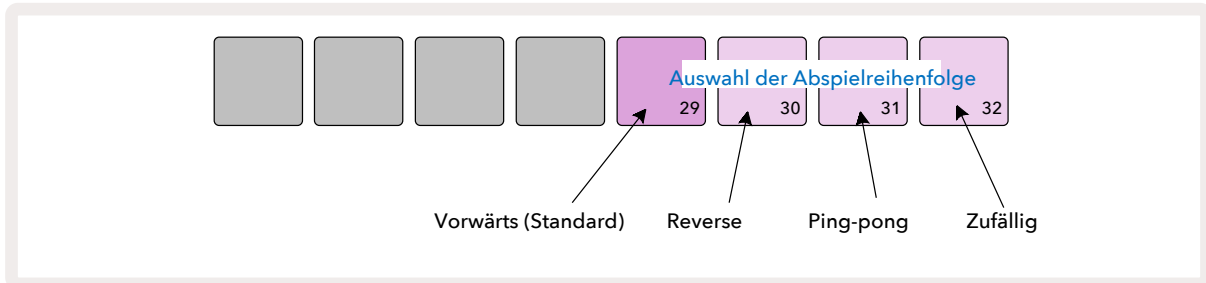 Auswahl der Abspielreihenfolge
29 30 31 32
Vorwärts (Standard) Reverse Ping-pong Zufällig